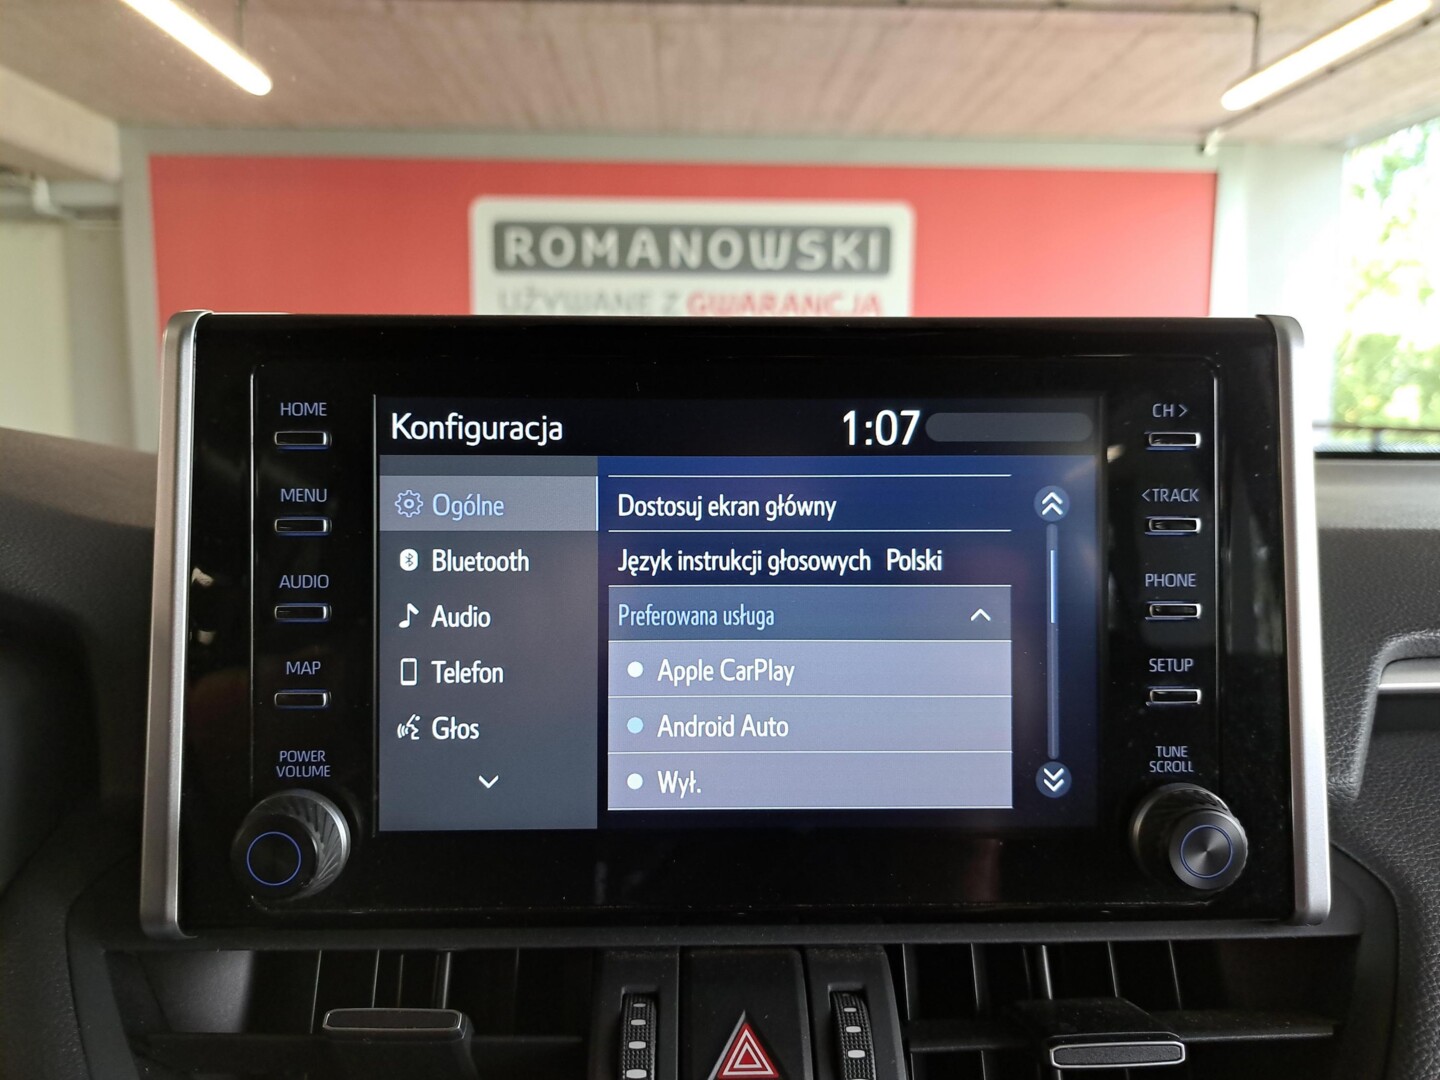 ROMANOWSKI
UŻYWANE Z GWARANCJĄ
HOME
MENU
AUDIO
MAP
POWER
VOLUME
Konfiguracja
1:07
Ogólne
Bluetooth
Audio
Telefon
Głos
Dostosuj ekran główny
Język instrukcji głosowych Polski
Preferowana usługa
Apple CarPlay
Android Auto
Wył.
CH >
< TRACK
PHONE
SETUP
TUNE
SCROLL